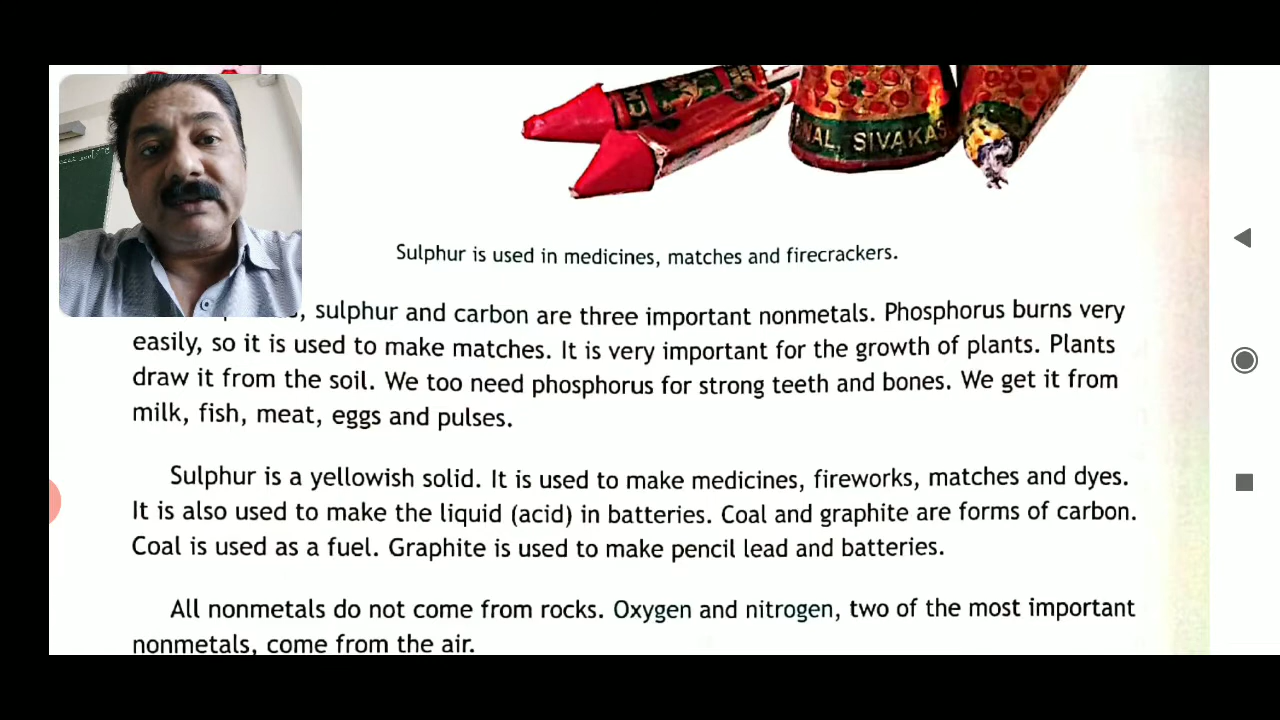 NAL, SIVAKAS
Sulphur is used in medicines, matches and firecrackers.
, sulphur and carbon are three important nonmetals. Phosphorus burns very
easily, so it is used to make matches. It is very important for the growth of plants. Plants
draw it from the soil. We too need phosphorus for strong teeth and bones. We get it from
milk, fish, meat, eggs and pulses.
Sulphur is a yellowish solid. It is used to make medicines, fireworks, matches and dyes.
It is also used to make the liquid (acid) in batteries. Coal and graphite are forms of carbon.
Coal is used as a fuel. Graphite is used to make pencil lead and batteries.
All nonmetals do not come from rocks. Oxygen and nitrogen, two of the most important
nonmetals, come from the air.